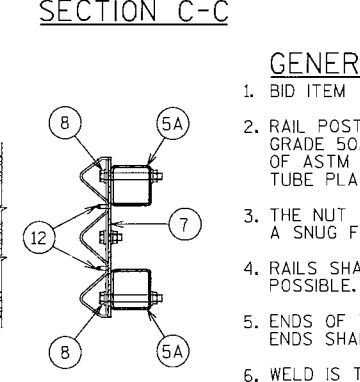 SECTION C-C
8
5A
12
7
8
5A
GENER
1. BID ITEM
2. RAIL POST
GRADE 50
OF ASTM
TUBE PLA
3. THE NUT
A SNUG F
4. RAILS SHA
POSSIBLE.
5. ENDS OF
ENDS SHA
6. WELD IS T